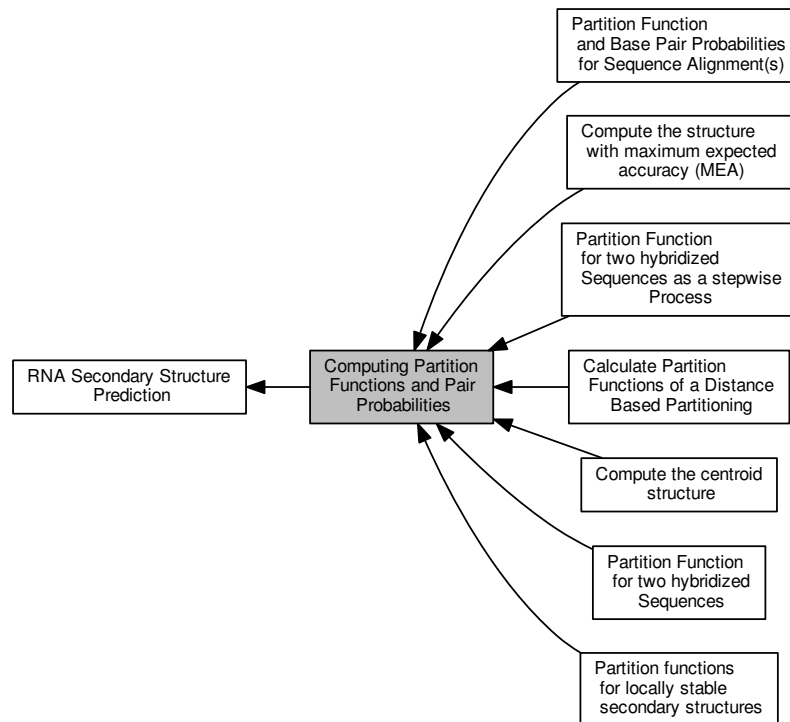 Partition Function
and Base Pair Probabilities
for Sequence Alignment(s)
Compute the structure
with maximum expected
accuracy (MEA)
Partition Function
for two hybridized
Sequences as a stepwise
Process
RNA Secondary Structure
Prediction
Computing Partition
Functions and Pair
Probabilities
Calculate Partition
Functions of a Distance
Based Partitioning
Compute the centroid
structure
Partition Function
for two hybridized
Sequences
Partition functions
for locally stable
secondary structures